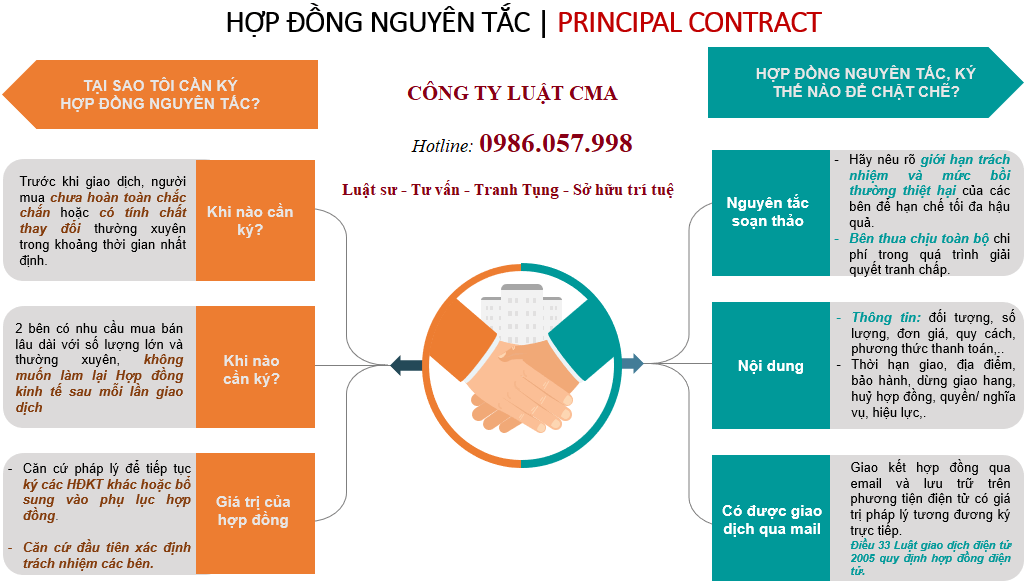 HỢP ĐỒNG NGUYÊN TẮC | PRINCIPAL CONTRACT
TẠI SAO TÔI CẦN KÝ
HỢP ĐỒNG NGUYÊN TẮC?
CÔNG TY LUẬT CMA
Hotline: 0986.057.998
Luật sư - Tư vấn - Tranh Tụng - Sở hữu trí tuệ
HỢP ĐỒNG NGUYÊN TẮC, KÝ
THẾ NÀO ĐỂ CHẶT CHẼ?
Trước khi giao dịch, người
mua chưa hoàn toàn chắc
chắn hoặc có tính chất
thay đổi thường xuyên
trong khoảng thời gian nhất
định.
Khi nào cần
ký?
2 bên có nhu cầu mua bán
lâu dài với số lượng lớn và
thường xuyên, không
muốn làm lại Hợp đồng
kinh tế sau mỗi lần giao
dịch
Khi nào
cần ký?
- Căn cứ pháp lý để tiếp tục
ký các HĐKT khác hoặc bổ
sung vào phụ lục hợp
đồng.
- Căn cứ đầu tiên xác định
trách nhiệm các bên.
Giá trị của
hợp đồng
Nguyên tắc
soạn thảo
- Hãy nêu rõ giới hạn trách
nhiệm và mức bồi
thường thiệt hại của các
bên để hạn chế tối đa hậu
quả.
- Bên thua chịu toàn bộ chi
phí trong quá trình giải
quyết tranh chấp.
Nội dung
- Thông tin: đối tượng, số
lượng, đơn giá, quy cách,
phương thức thanh toán,..
- Thời hạn giao, địa điểm,
bảo hành, dừng giao hang,
huỷ hợp đồng, quyền/ nghĩa
vụ, hiệu lực,.
Có được giao
dịch qua mail
Giao kết hợp đồng qua
email và lưu trữ trên
phương tiện điện tử có giá
trị pháp lý tương đương ký
trực tiếp.
Điều 33 Luật giao dịch điện tử
2005 quy định hợp đồng điện
tử.